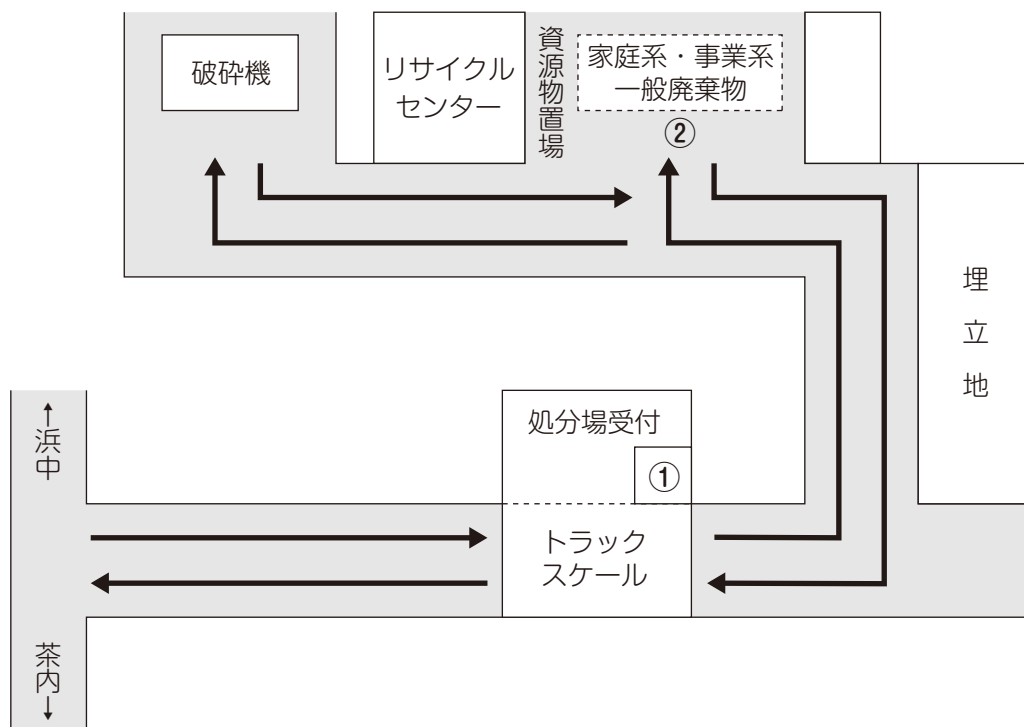 破砕機
リサイクル
センター
資源物置場
家庭系・事業系
一般廃棄物
②
埋立地
処分場受付
①
トラック
スケール
←浜中
茶内→